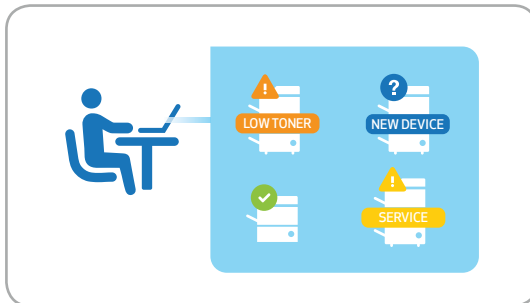 !
?
LOW TONER
NEW DEVICE
!
SERVICE